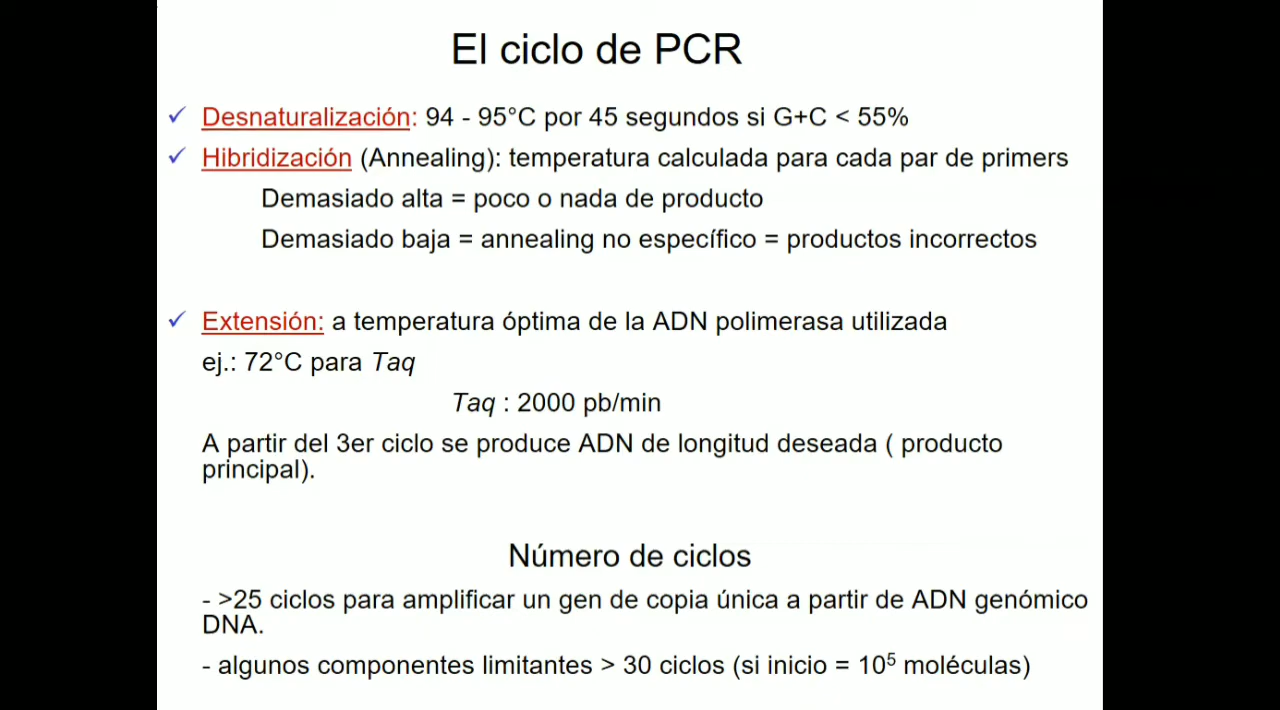 El ciclo de PCR
✓ Desnaturalización: 94 - 95°C por 45 segundos si G+C < 55%
✓ Hibridización (Annealing): temperatura calculada para cada par de primers
Demasiado alta = poco o nada de producto
Demasiado baja = annealing no específico = productos incorrectos
✓ Extensión: a temperatura óptima de la ADN polimerasa utilizada
ej.: 72°C para Taq
Taq : 2000 pb/min
A partir del 3er ciclo se produce ADN de longitud deseada ( producto
principal).
Número de ciclos
- >25 ciclos para amplificar un gen de copia única a partir de ADN genómico
DNA.
- algunos componentes limitantes > 30 ciclos (si inicio = 10⁵ moléculas)